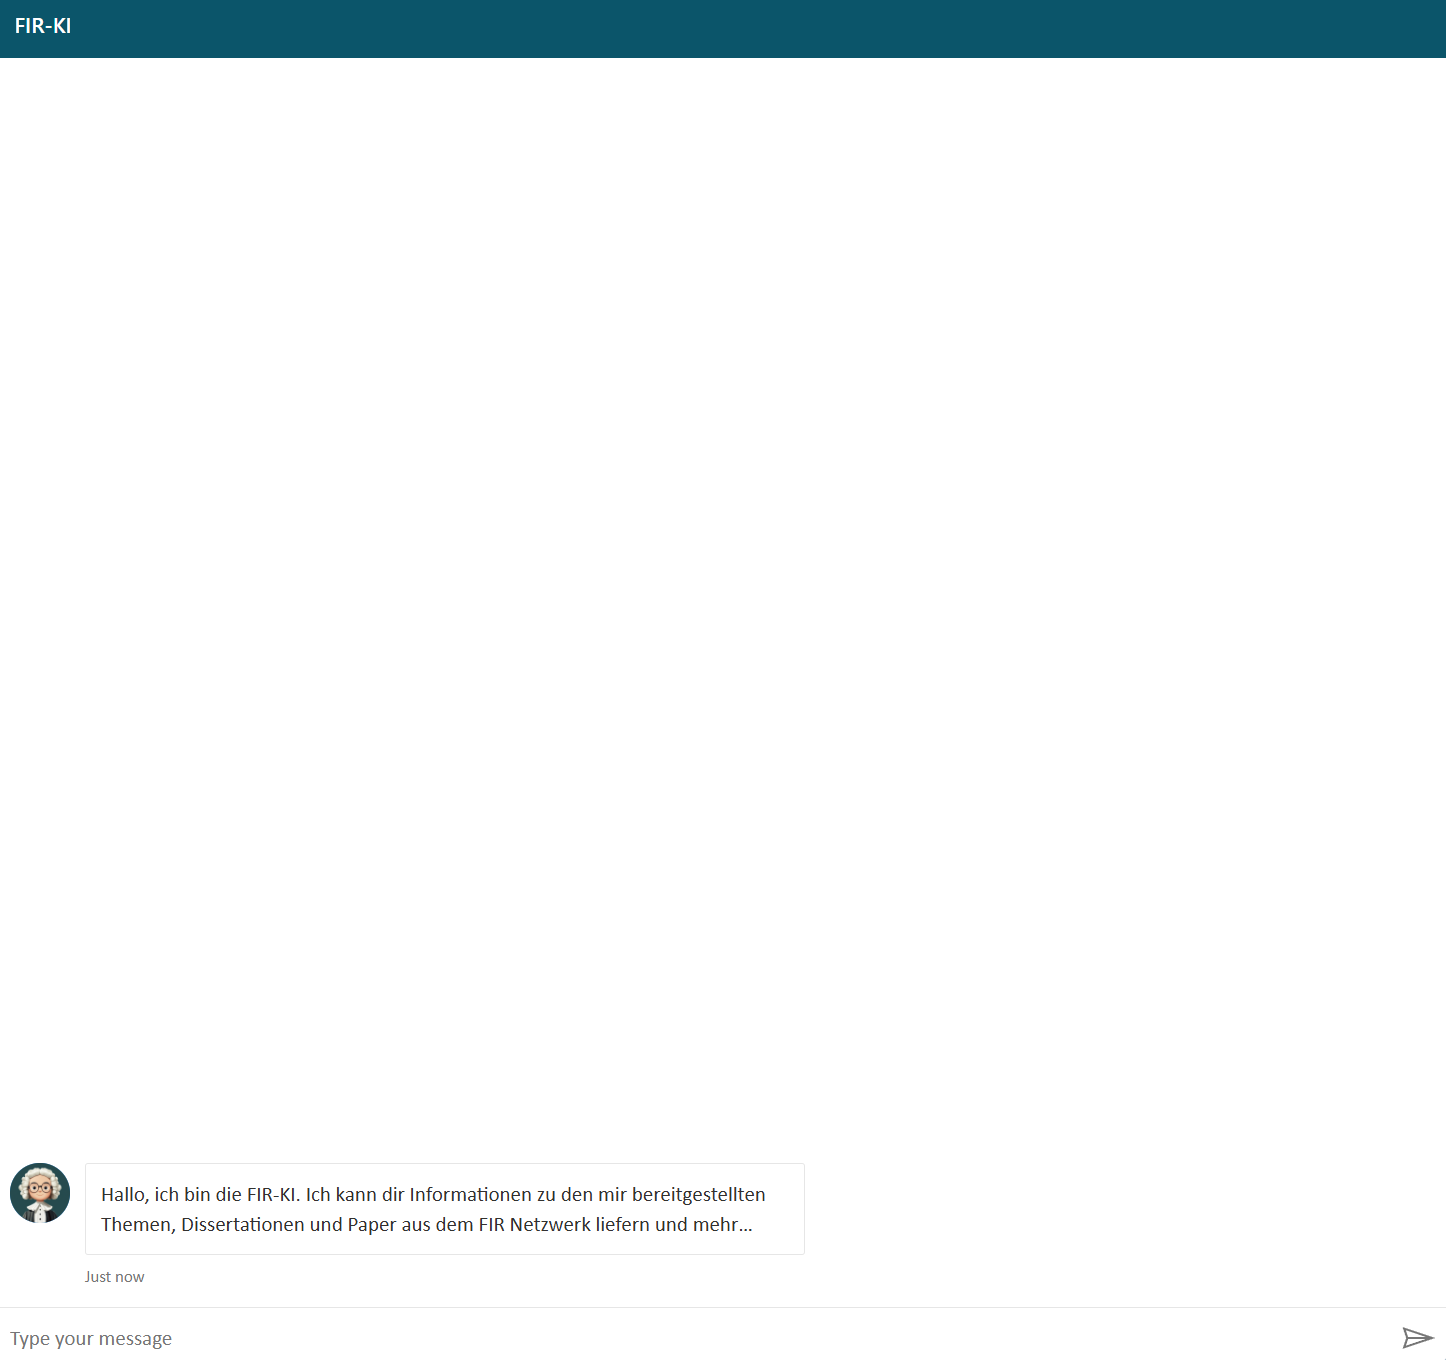 FIR-KI
Hallo, ich bin die FIR-KI. Ich kann dir Informationen zu den mir bereitgestellten
Themen, Dissertationen und Paper aus dem FIR Netzwerk liefern und mehr...
Just now
Type your message